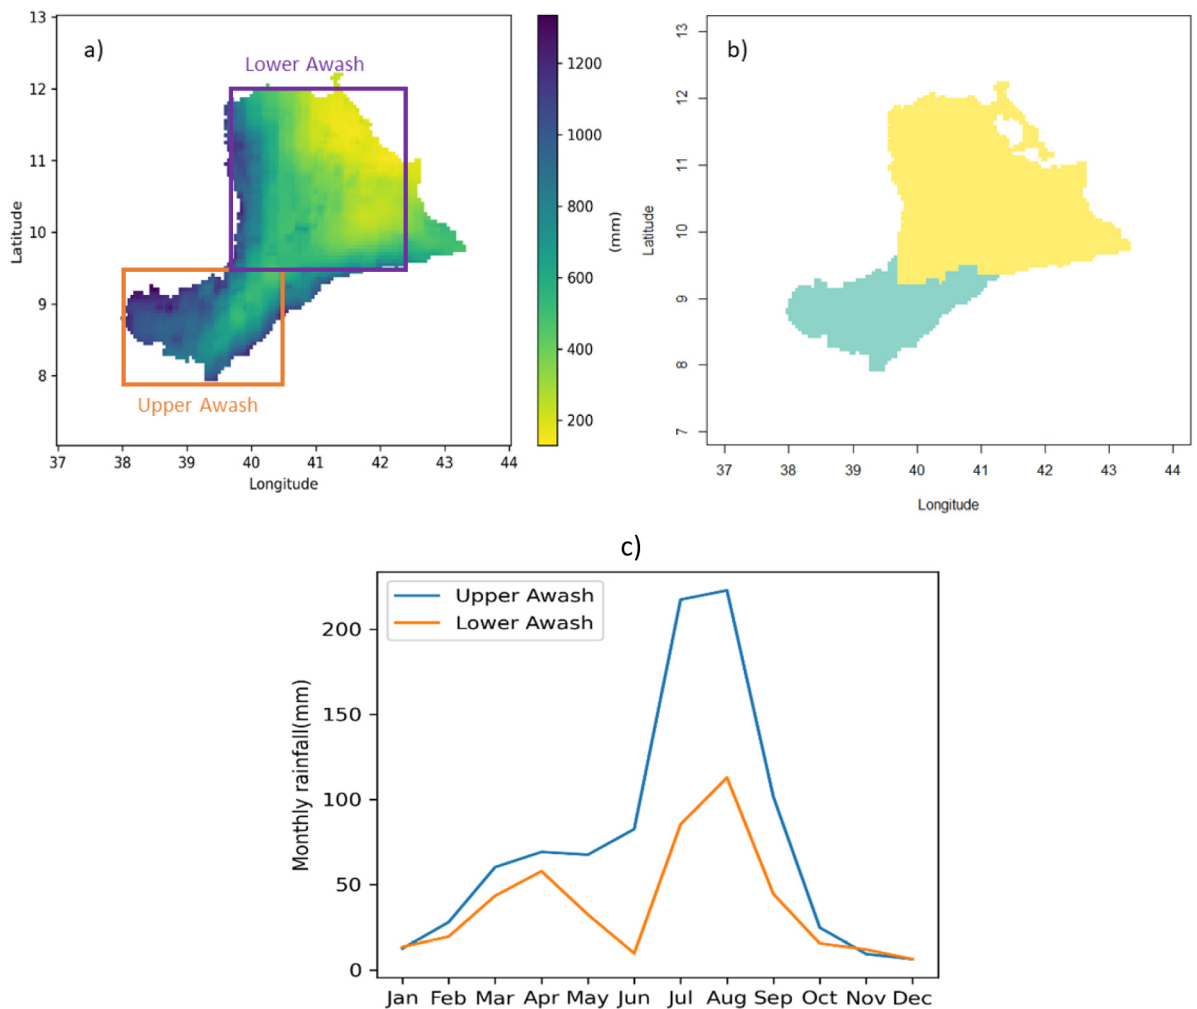 a)
Lower Awash
Upper Awash
13
12
11
10
9
8
Latitude
37 38 39 40 41 42 43 44
Longitude
1200
1000
800
600
400
200
(mm)
b)
13
12
11
10
9
8
7
Latitude
37 38 39 40 41 42 43 44
Longitude
c)
Upper Awash
Lower Awash
200
150
100
50
0
Monthly rainfall(mm)
Jan Feb Mar Apr May Jun Jul Aug Sep Oct Nov Dec